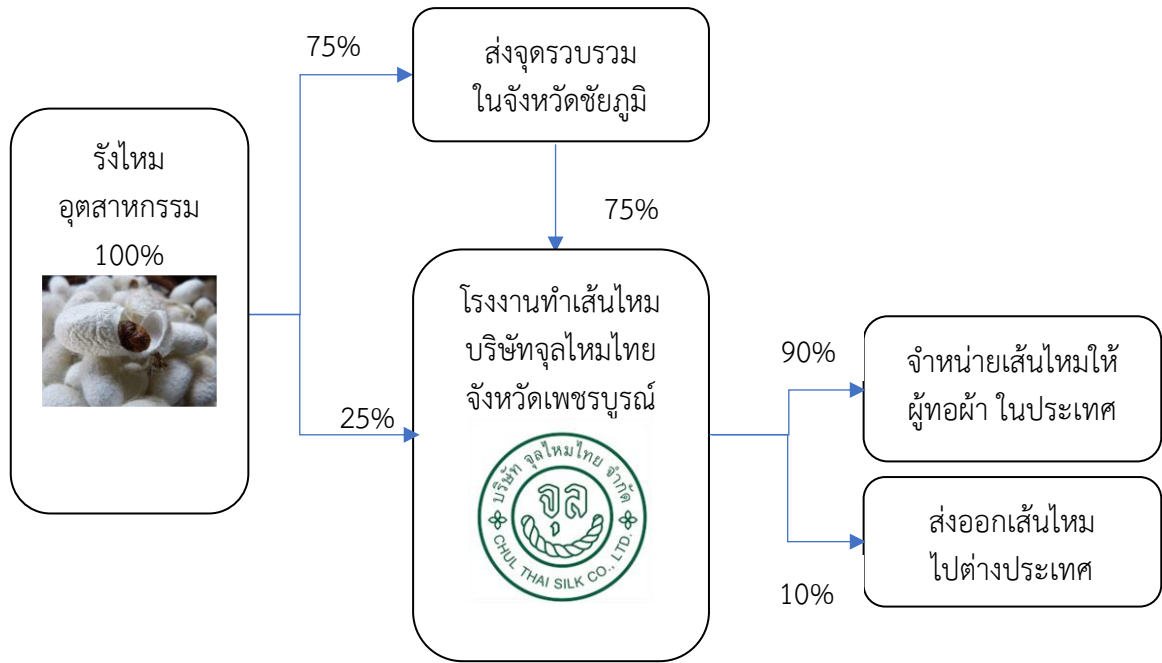 75%
ส่งจุดรวบรวม
ในจังหวัดชัยภูมิ
รังไหม
อุตสาหกรรม
100%
75%
โรงงานทำเส้นไหม
บริษัทจุลไหมไทย
จังหวัดเพชรบูรณ์
25%
บริษัท จุลไหมไทย จำกัด
จุล
CHUL THAI SILK CO., LTD.
90%
จำหน่ายเส้นไหมให้
ผู้ทอผ้า ในประเทศ
ส่งออกเส้นไหม
ไปต่างประเทศ
10%